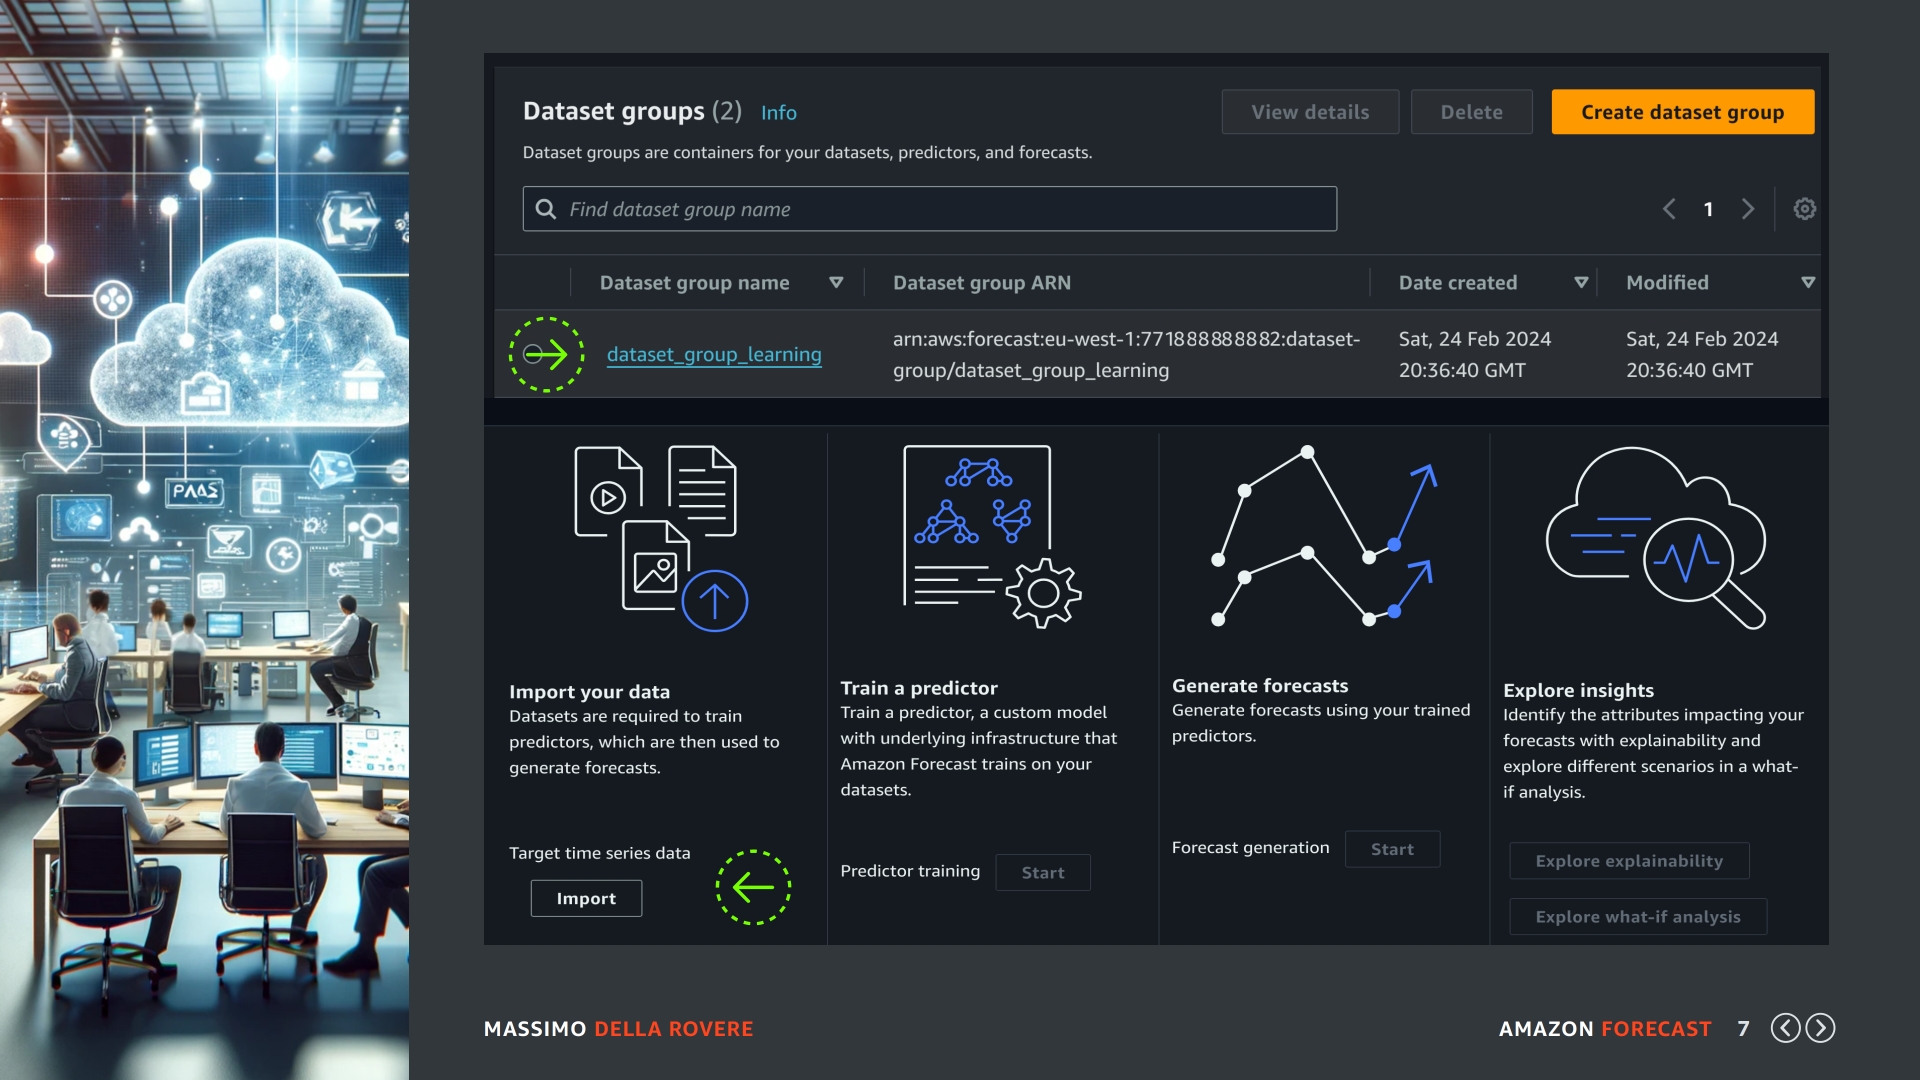 PAAS
Dataset groups (2) Info
View details
Delete
Create dataset group
Dataset groups are containers for your datasets, predictors, and forecasts.
Find dataset group name
1
Dataset group name
Dataset group ARN
Date created
Modified
dataset_group_learning
arn:aws:forecast:eu-west-1:771888888882:dataset-
group/dataset_group_learning
Sat, 24 Feb 2024
20:36:40 GMT
Sat, 24 Feb 2024
20:36:40 GMT
Import your data
Datasets are required to train
predictors, which are then used to
generate forecasts.
Target time series data
Import
Train a predictor
Train a predictor, a custom model
with underlying infrastructure that
Amazon Forecast trains on your
datasets.
Predictor training
Start
Generate forecasts
Generate forecasts using your trained
predictors.
Forecast generation
Start
Explore insights
Identify the attributes impacting your
forecasts with explainability and
explore different scenarios in a what-
if analysis.
Explore explainability
Explore what-if analysis
MASSIMO DELLA ROVERE
AMAZON FORECAST 7